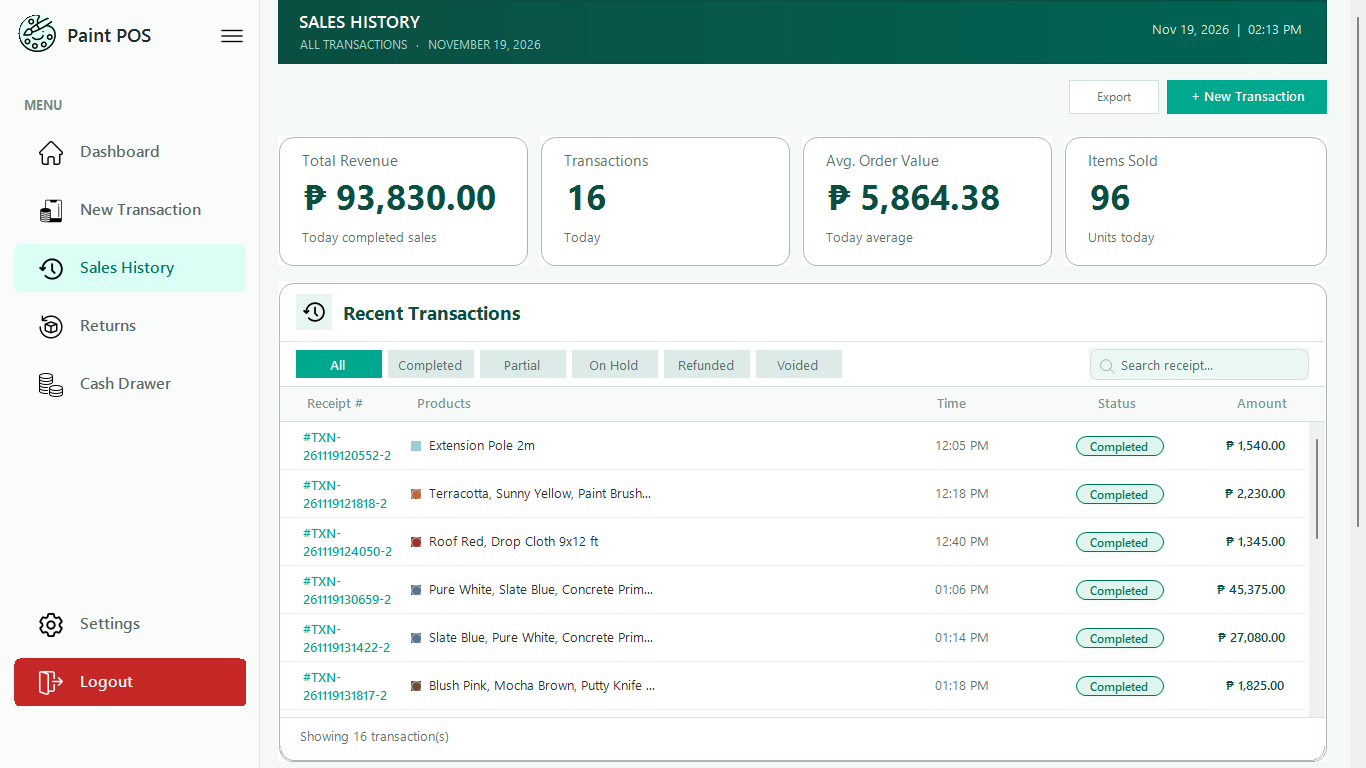 Paint POS
MENU
Dashboard
New Transaction
Sales History
Returns
Cash Drawer
Settings
Logout
SALES HISTORY
ALL TRANSACTIONS · NOVEMBER 19, 2026
Nov 19, 2026 | 02:13 PM
Export
+ New Transaction
Total Revenue
₱ 93,830.00
Today completed sales
Transactions
16
Today
Avg. Order Value
₱ 5,864.38
Today average
Items Sold
96
Units today
Recent Transactions
All Completed Partial On Hold Refunded Voided
Search receipt...
Receipt # Products Time Status Amount
#TXN-
261119120552-2 Extension Pole 2m 12:05 PM Completed ₱ 1,540.00
#TXN-
261119121818-2 Terracotta, Sunny Yellow, Paint Brush... 12:18 PM Completed ₱ 2,230.00
#TXN-
261119124050-2 Roof Red, Drop Cloth 9x12 ft 12:40 PM Completed ₱ 1,345.00
#TXN-
261119130659-2 Pure White, Slate Blue, Concrete Prim... 01:06 PM Completed ₱ 45,375.00
#TXN-
261119131422-2 Slate Blue, Pure White, Concrete Prim... 01:14 PM Completed ₱ 27,080.00
#TXN-
261119131817-2 Blush Pink, Mocha Brown, Putty Knife ... 01:18 PM Completed ₱ 1,825.00
Showing 16 transaction(s)